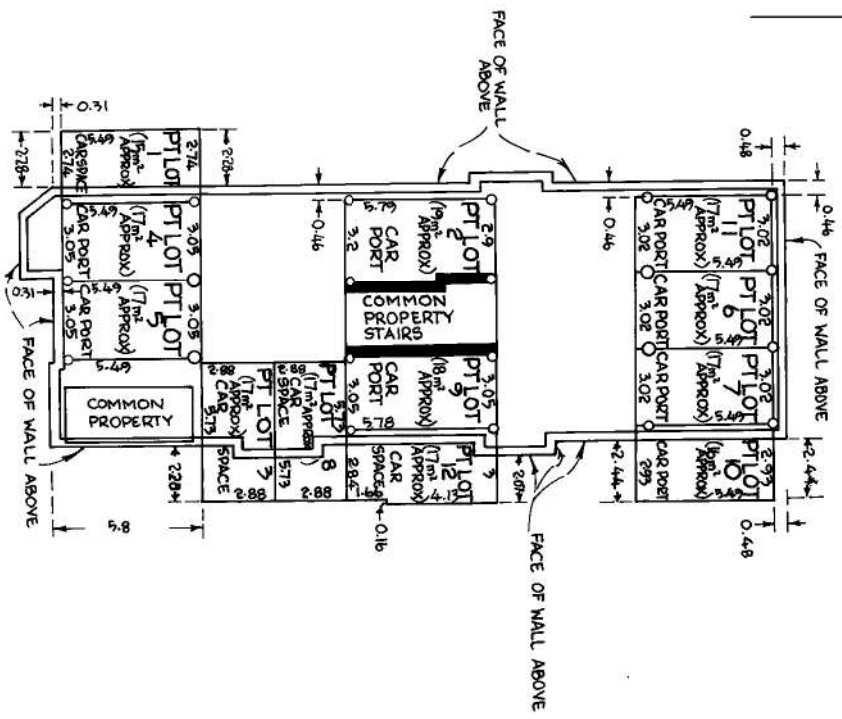 FACE OF WALL
ABOVE
0.31
2.28
2.28
0.48
0.46
0.46
0.46
PT LOT
1
(15m² APPROX)
5.49
CARSPACE
2.74
2.74
PT LOT
4
(17m² APPROX)
5.49
CAR PORT
3.05
3.05
PT LOT
5
(17m² APPROX)
5.49
CAR PORT
3.05
3.05
5.49
0.31
FACE OF WALL ABOVE
COMMON
PROPERTY
2.28
5.8
PT LOT
2
(19m² APPROX)
5.79
CAR PORT
3.2
2.9
COMMON
PROPERTY
STAIRS
PT LOT
9
(18m² APPROX)
CAR PORT
3.05
3.05
5.78
PT LOT
3
(17m² APPROX)
CAR SPACE
2.88
5.73
2.88
PT LOT
8
(17m² APPROX)
CAR SPACE
5.73
5.73
2.88
PT LOT
12
(17m² APPROX)
CAR SPACE
3
2.84
4.13
0.16
FACE OF WALL ABOVE
PT LOT
11
(17m² APPROX)
5.49
CAR PORT
3.02
3.02
5.49
PT LOT
6
(17m² APPROX)
CAR PORT
3.02
3.02
5.49
PT LOT
7
(17m² APPROX)
CAR PORT
3.02
3.02
5.49
PT LOT
10
(16m² APPROX)
CAR PORT
2.93
2.93
5.49
2.44
2.44
0.48
FACE OF WALL ABOVE